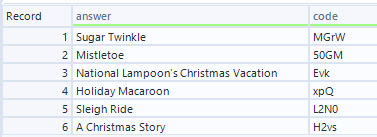 Record answer code
1 Sugar Twinkle MGrW
2 Mistletoe 50GM
3 National Lampoon's Christmas Vacation Evk
4 Holiday Macaroon xpQ
5 Sleigh Ride L2N0
6 A Christmas Story H2vs